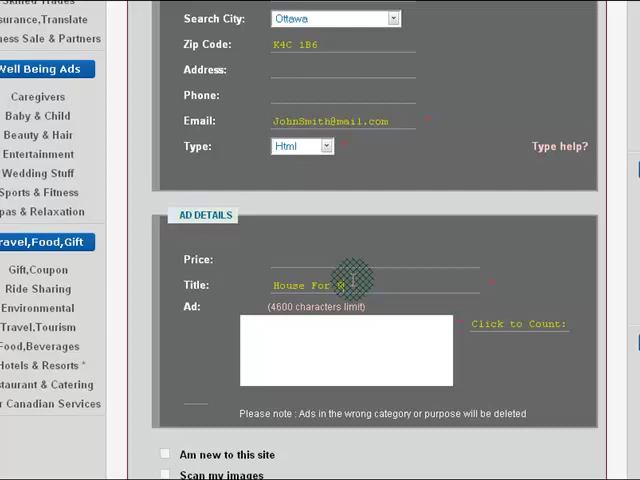 Search City: Ottawa
surance,Translate
ness Sale & Partners
Zip Code: K4C 1B6
Well Being Ads
Address:
Caregivers
Phone:
Baby & Child
Email: JohnSmith@mail.com *
Beauty & Hair
Type: Html * Type help?
Entertainment
Wedding Stuff
Sports & Fitness
pas & Relaxation
AD DETAILS
ravel,Food,Gift
Price:
Gift,Coupon
Title: House For *
Ride Sharing
Ad: (4600 characters limit)
Environmental
* Click to Count:
Travel,Tourism
Food,Beverages
Hotels & Resorts *
staurant & Catering
r Canadian Services
Please note : Ads in the wrong category or purpose will be deleted
Am new to this site
Scan my images